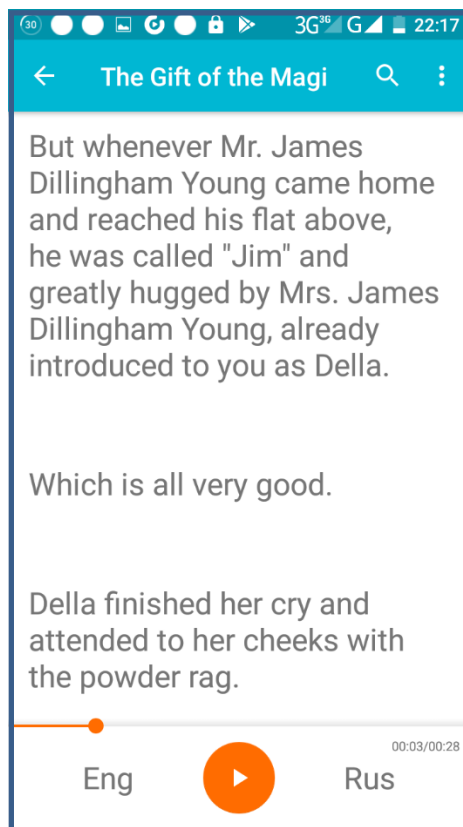 30 3G 3G G 22:17
The Gift of the Magi
But whenever Mr. James
Dillingham Young came home
and reached his flat above,
he was called "Jim" and
greatly hugged by Mrs. James
Dillingham Young, already
introduced to you as Della.
Which is all very good.
Della finished her cry and
attended to her cheeks with
the powder rag.
00:03/00:28
Eng Rus